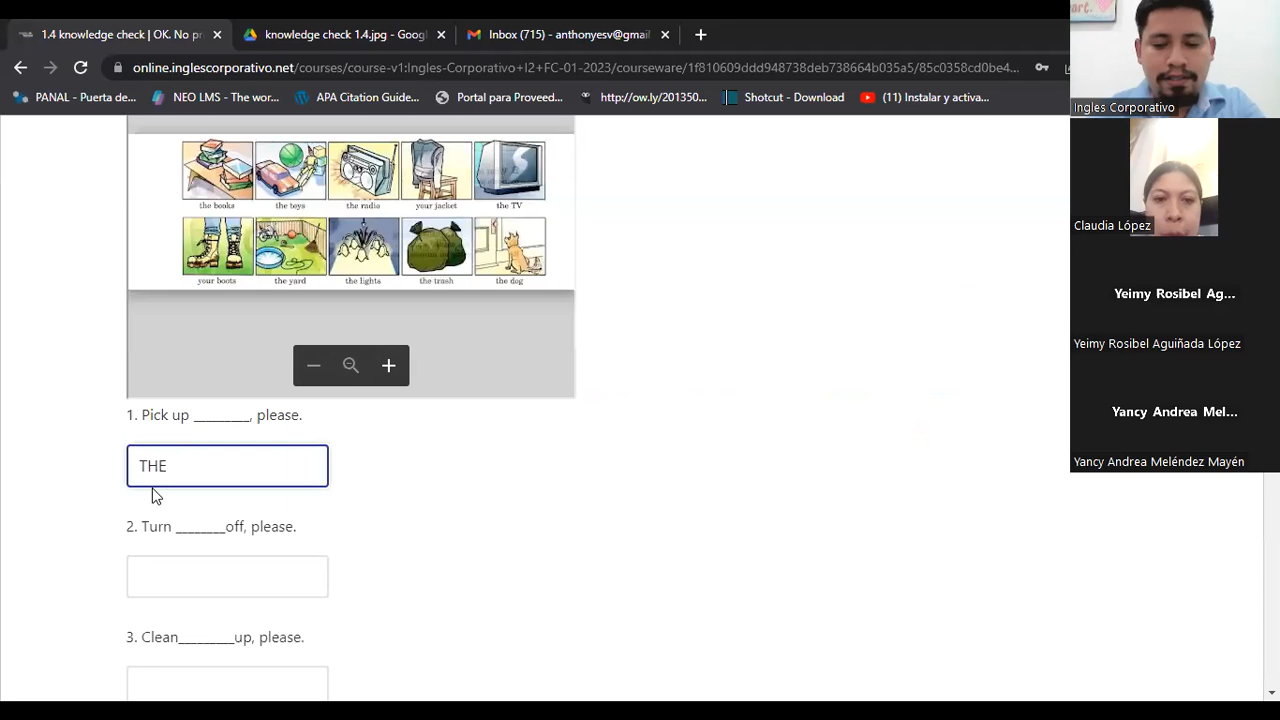 1.4 knowledge check | OK. No pr
knowledge check 1.4.jpg - Googl
Inbox (715) - anthonyesv@gmail
online.inglescorporativo.net/courses/course-v1:Ingles-Corporativo+I2+FC-01-2023/courseware/
PANAL - Puerta de...
NEO LMS - The wor...
APA Citation Guide...
Portal para Proveed...
http://ow.ly/201350...
Shotcut - Download
(11) Instalar y activa...
Ingles Corporativo
the books
the toys
the radio
your jacket
the TV
Claudia López
your boots
the yard
the lights
the trash
the dog
Yeimy Rosibel Ag...
Yeimy Rosibel Aguiñada López
1. Pick up _________, please.
THE
Yancy Andrea Mel...
Yancy Andrea Meléndez Mayén
2. Turn ________off, please.
3. Clean_________up, please.